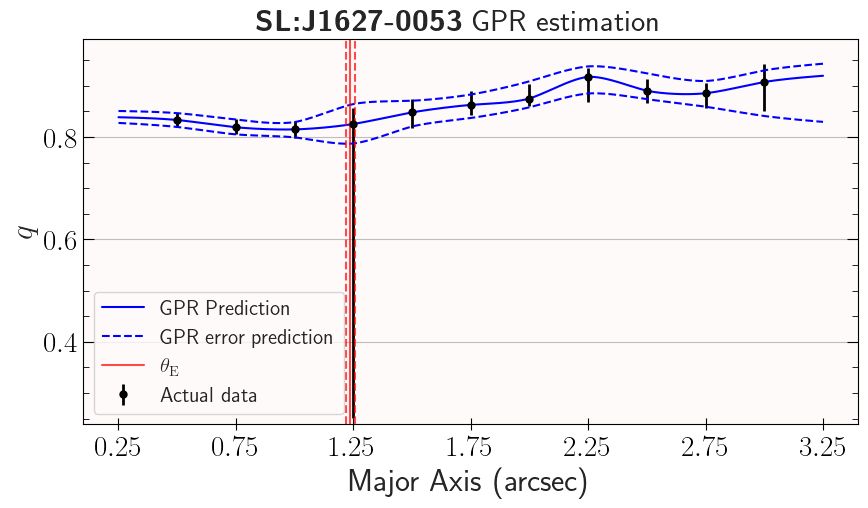 SL:J1627-0053 GPR estimation
q
0.8
0.6
0.4
GPR Prediction
GPR error prediction
θE
Actual data
0.25 0.75 1.25 1.75 2.25 2.75 3.25
Major Axis (arcsec)